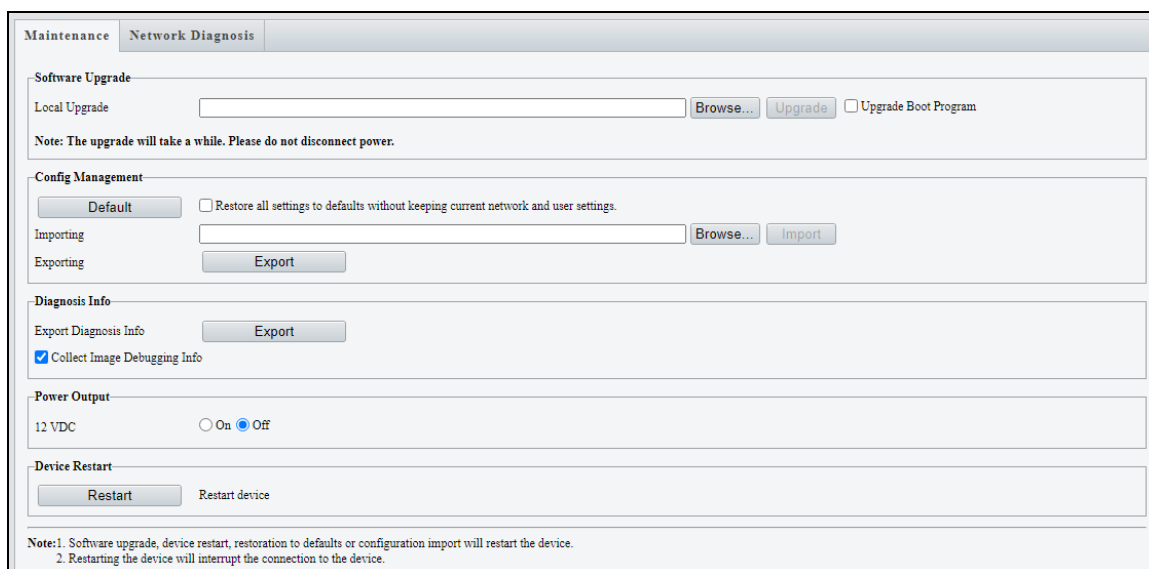 Maintenance Network Diagnosis
Software Upgrade
Local Upgrade Browse... Upgrade Upgrade Boot Program
Note: The upgrade will take a while. Please do not disconnect power.
Config Management
Default Restore all settings to defaults without keeping current network and user settings.
Importing Browse... Import
Exporting Export
Diagnosis Info
Export Diagnosis Info Export
Collect Image Debugging Info
Power Output
12 VDC On Off
Device Restart
Restart Restart device
Note:1. Software upgrade, device restart, restoration to defaults or configuration import will restart the device.
2. Restarting the device will interrupt the connection to the device.